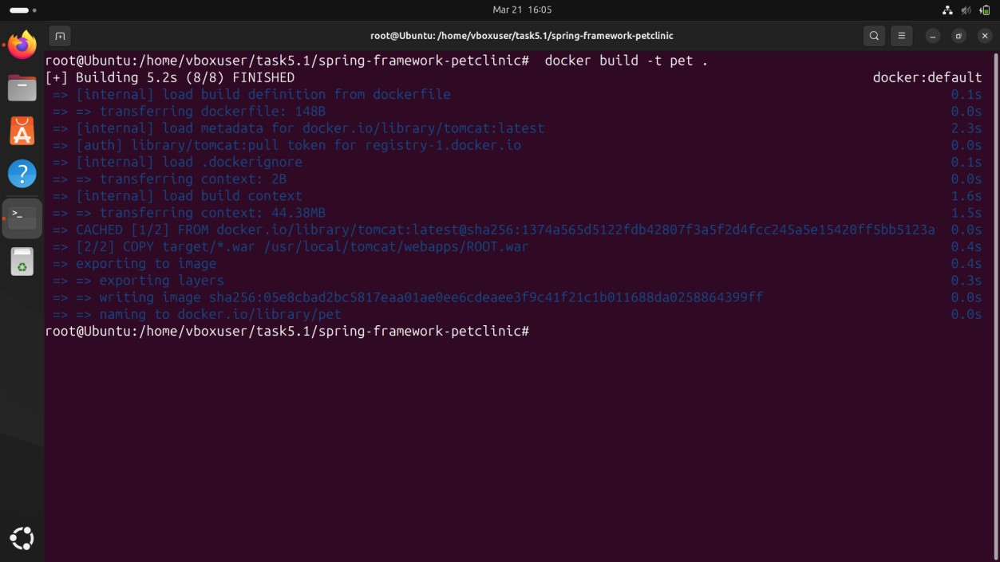 Mar 21 16:05
root@Ubuntu: /home/vboxuser/task5.1/spring-framework-petclinic
root@Ubuntu:/home/vboxuser/task5.1/spring-framework-petclinic# docker build -t pet .
[+] Building 5.2s (8/8) FINISHED docker:default
=> [internal] load build definition from dockerfile 0.1s
=> => transferring dockerfile: 148B 0.0s
=> [internal] load metadata for docker.io/library/tomcat:latest 2.3s
=> [auth] library/tomcat:pull token for registry-1.docker.io 0.0s
=> [internal] load .dockerignore 0.1s
=> => transferring context: 2B 0.0s
=> [internal] load build context 1.6s
=> => transferring context: 44.38MB 1.5s
=> CACHED [1/2] FROM docker.io/library/tomcat:latest@sha256:1374a565d5122fdb42807f3a5f2d4fcc245a5e15420ff5bb5123a 0.0s
=> [2/2] COPY target/*.war /usr/local/tomcat/webapps/ROOT.war 0.4s
=> exporting to image 0.4s
=> => exporting layers 0.3s
=> => writing image sha256:05e8cbad2bc5817eaa01ae0ee6cdeaee3f9c41f21c1b011688da0258864399ff 0.0s
=> => naming to docker.io/library/pet 0.0s
root@Ubuntu:/home/vboxuser/task5.1/spring-framework-petclinic#